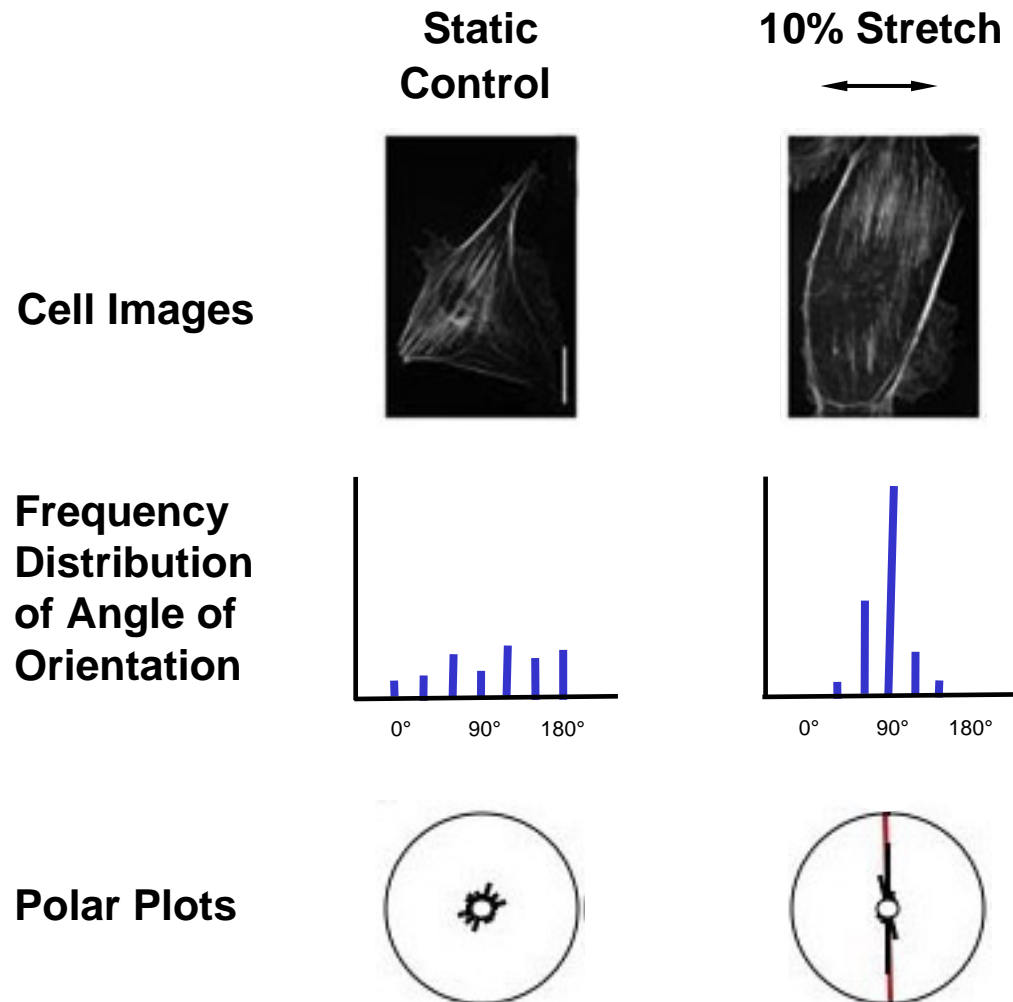 Static
Control
10% Stretch
Cell Images
Frequency
Distribution
of Angle of
Orientation
0° 90° 180°
0° 90° 180°
Polar Plots